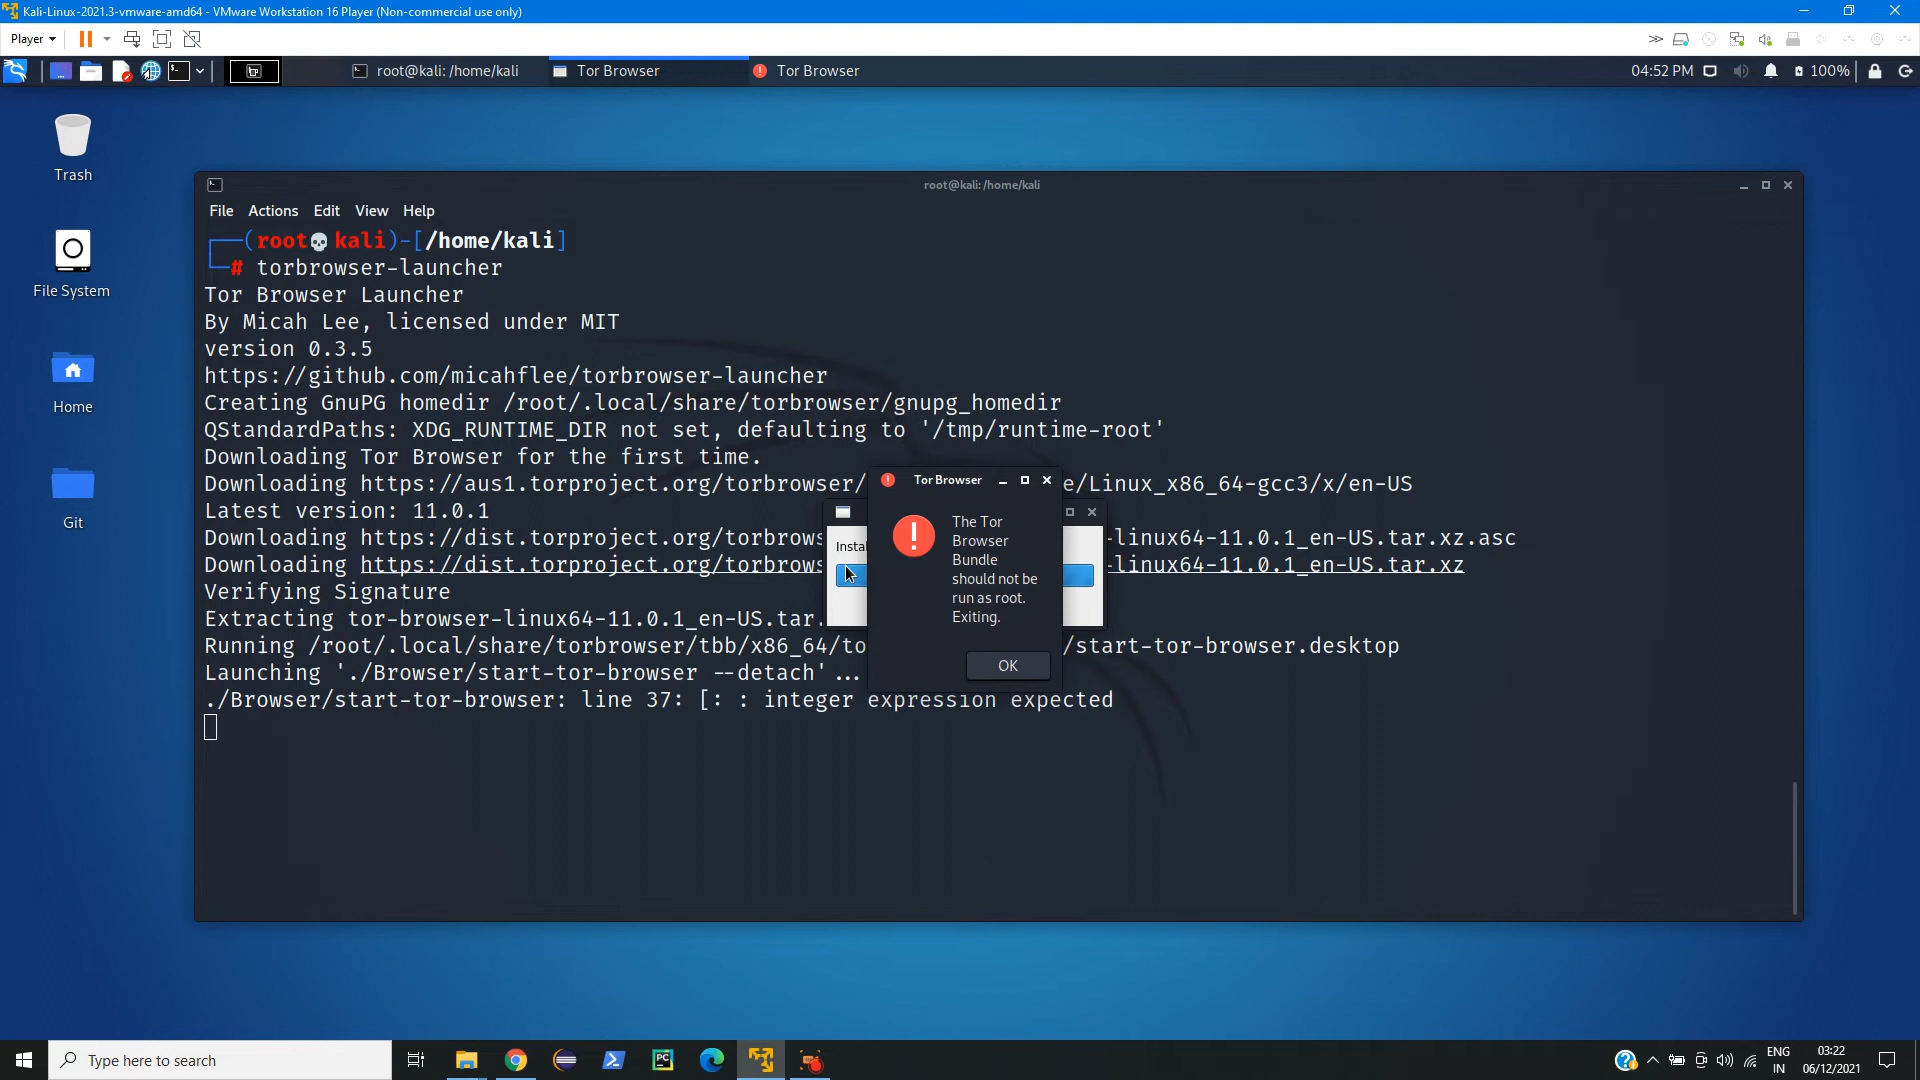 Kali-Linux-2021.3-vmware-amd64 - VMware Workstation 16 Player (Non-commercial use only)
Player
root@kali: /home/kali
Tor Browser
Tor Browser
04:52 PM
100%
Trash
File System
Home
Git
root@kali: /home/kali
File Actions Edit View Help
(root💀kali)-[/home/kali]
# torbrowser-launcher
Tor Browser Launcher
By Micah Lee, licensed under MIT
version 0.3.5
https://github.com/micahflee/torbrowser-launcher
Creating GnuPG homedir /root/.local/share/torbrowser/gnupg_homedir
QStandardPaths: XDG_RUNTIME_DIR not set, defaulting to '/tmp/runtime-root'
Downloading Tor Browser for the first time.
Downloading https://aus1.torproject.org/torbrowser/ e/Linux_x86_64-gcc3/x/en-US
Latest version: 11.0.1
Downloading https://dist.torproject.org/torbrows -linux64-11.0.1_en-US.tar.xz.asc
Downloading https://dist.torproject.org/torbrows -linux64-11.0.1_en-US.tar.xz
Verifying Signature
Extracting tor-browser-linux64-11.0.1_en-US.tar.
Running /root/.local/share/torbrowser/tbb/x86_64/to /start-tor-browser.desktop
Launching './Browser/start-tor-browser --detach'...
./Browser/start-tor-browser: line 37: [: : integer expression expected
Instal
Tor Browser
The Tor
Browser
Bundle
should not be
run as root.
Exiting.
OK
Type here to search
PC
ENG
IN
03:22
06/12/2021